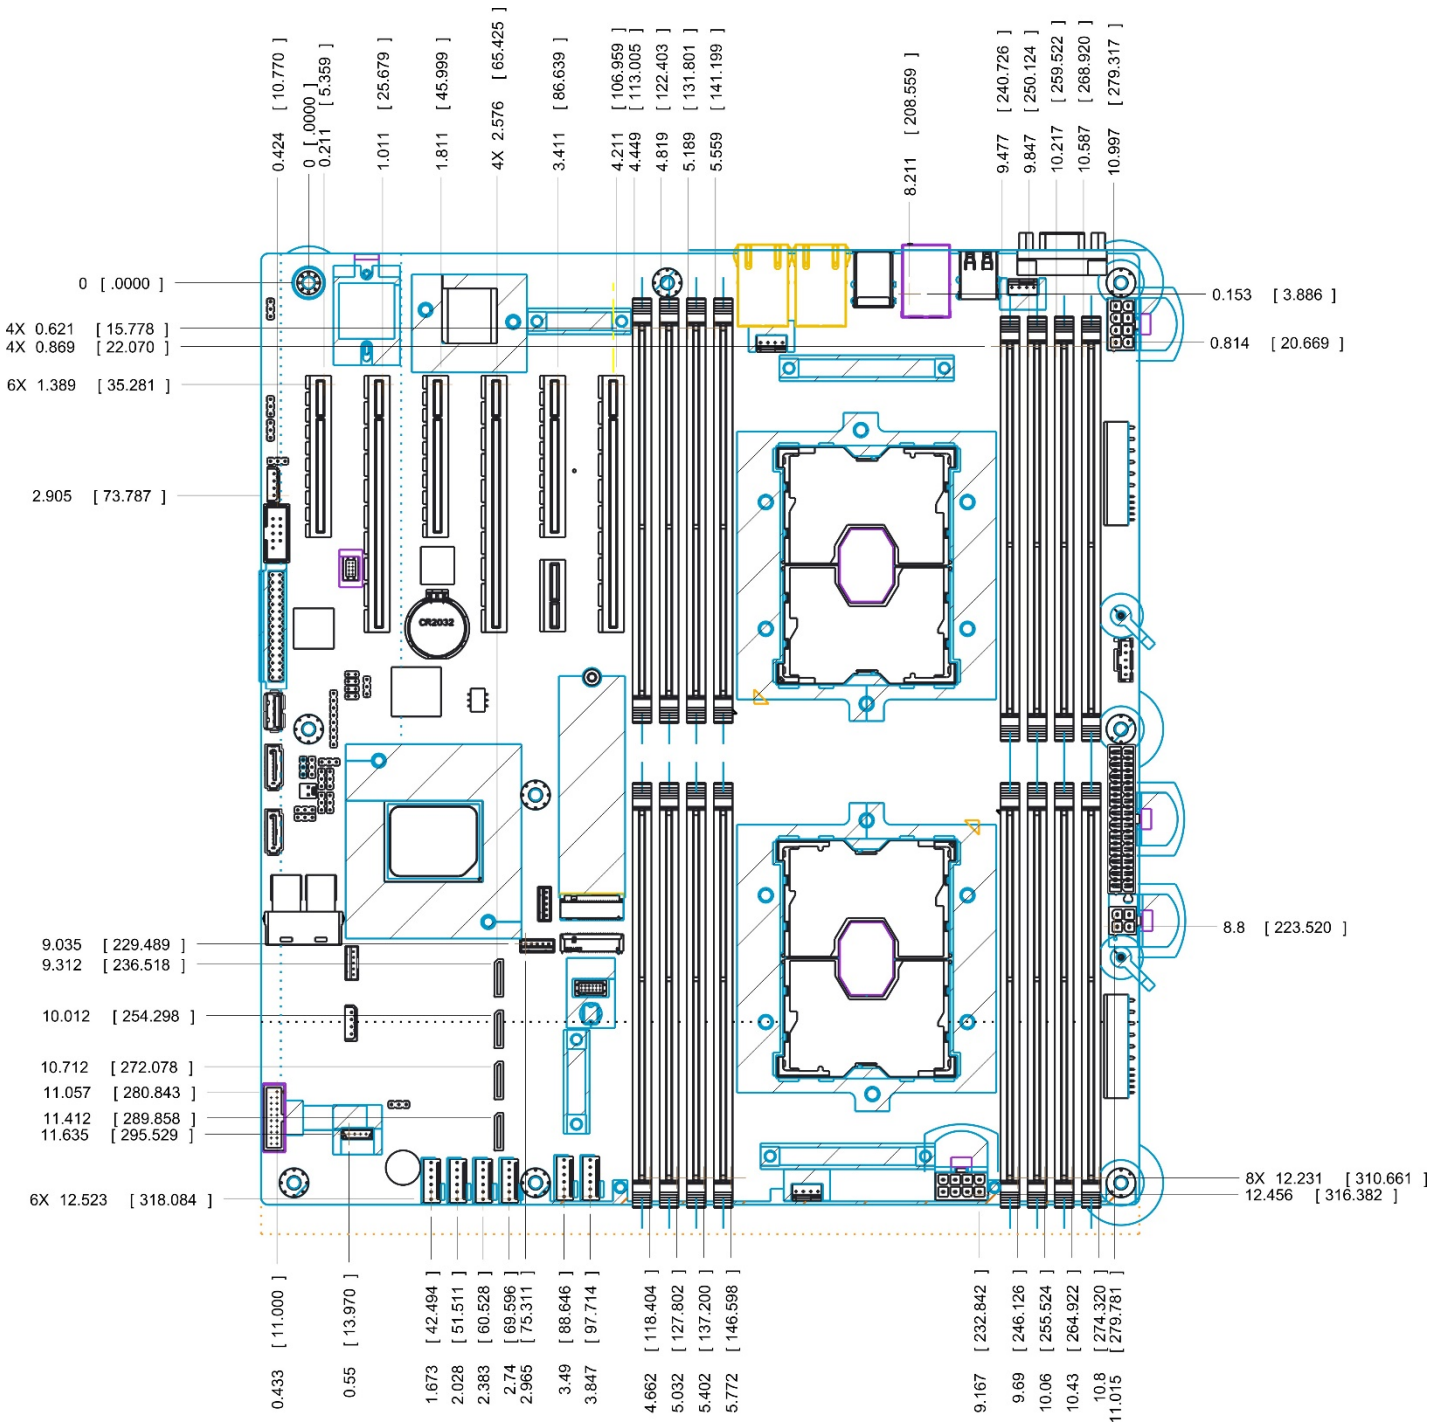 0.424 [ 10.770 ]
0 [ .0000 ]
0.211 [ 5.359 ]
1.011 [ 25.679 ]
1.811 [ 45.999 ]
4X 2.576 [ 65.425 ]
3.411 [ 86.639 ]
4.211 [ 106.959 ]
4.449 [ 113.005 ]
4.819 [ 122.403 ]
5.189 [ 131.801 ]
5.559 [ 141.199 ]
8.211 [ 208.559 ]
9.477 [ 240.726 ]
9.847 [ 250.124 ]
10.217 [ 259.522 ]
10.587 [ 268.920 ]
10.997 [ 279.317 ]
0 [ .0000 ]
0.153 [ 3.886 ]
4X 0.621 [ 15.778 ]
4X 0.869 [ 22.070 ]
0.814 [ 20.669 ]
6X 1.389 [ 35.281 ]
2.905 [ 73.787 ]
CR2032
9.035 [ 229.489 ]
8.8 [ 223.520 ]
9.312 [ 236.518 ]
10.012 [ 254.298 ]
10.712 [ 272.078 ]
11.057 [ 280.843 ]
11.412 [ 289.858 ]
11.635 [ 295.529 ]
8X 12.231 [ 310.661 ]
12.456 [ 316.382 ]
6X 12.523 [ 318.084 ]
0.433 [ 11.000 ]
0.55 [ 13.970 ]
1.673 [ 42.494 ]
2.028 [ 51.511 ]
2.383 [ 60.528 ]
2.74 [ 69.596 ]
2.965 [ 75.311 ]
3.49 [ 88.646 ]
3.847 [ 97.714 ]
4.662 [ 118.404 ]
5.032 [ 127.802 ]
5.402 [ 137.200 ]
5.772 [ 146.598 ]
9.167 [ 232.842 ]
9.69 [ 246.126 ]
10.06 [ 255.524 ]
10.43 [ 264.922 ]
10.8 [ 274.320 ]
11.015 [ 279.781 ]